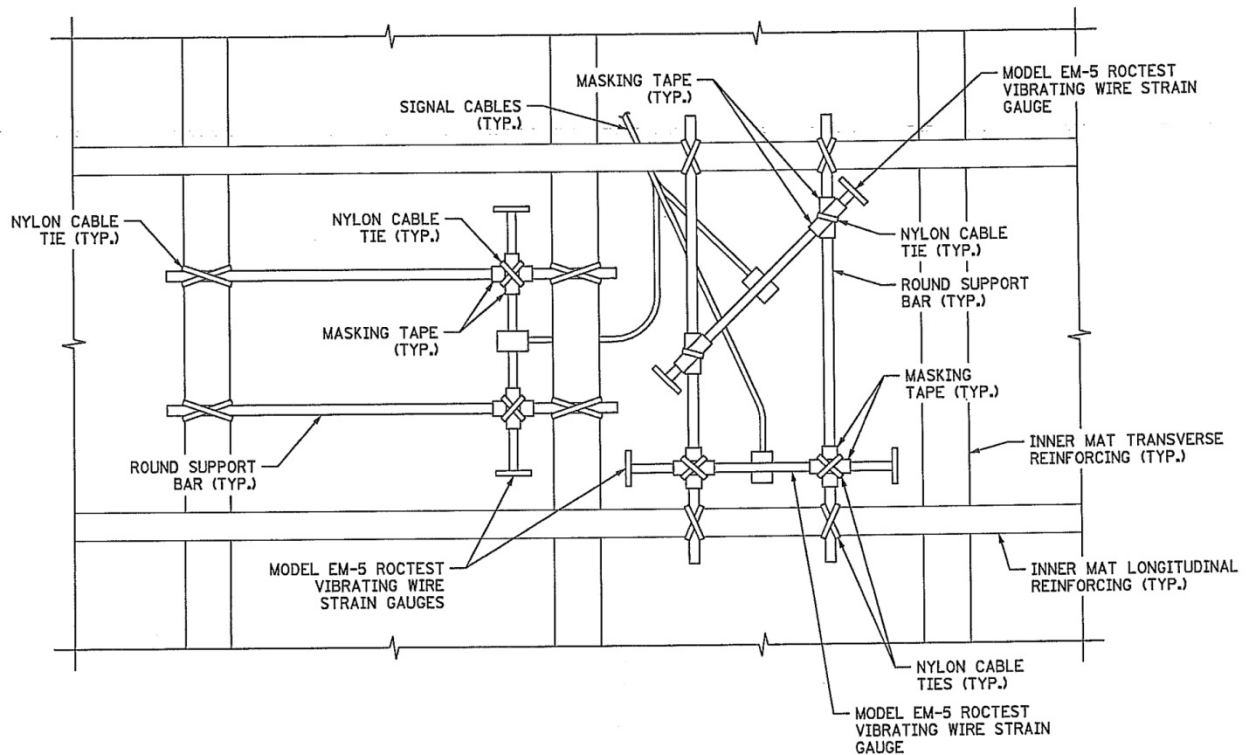 MASKING TAPE
(TYP.)
MODEL EM-5 ROCTEST
VIBRATING WIRE STRAIN
GAUGE
SIGNAL CABLES
(TYP.)
NYLON CABLE
TIE (TYP.)
NYLON CABLE
TIE (TYP.)
NYLON CABLE
TIE (TYP.)
ROUND SUPPORT
BAR (TYP.)
MASKING TAPE
(TYP.)
MASKING
TAPE (TYP.)
ROUND SUPPORT
BAR (TYP.)
INNER MAT TRANSVERSE
REINFORCING (TYP.)
MODEL EM-5 ROCTEST
VIBRATING WIRE
STRAIN GAUGES
INNER MAT LONGITUDINAL
REINFORCING (TYP.)
NYLON CABLE
TIES (TYP.)
MODEL EM-5 ROCTEST
VIBRATING WIRE STRAIN
GAUGE